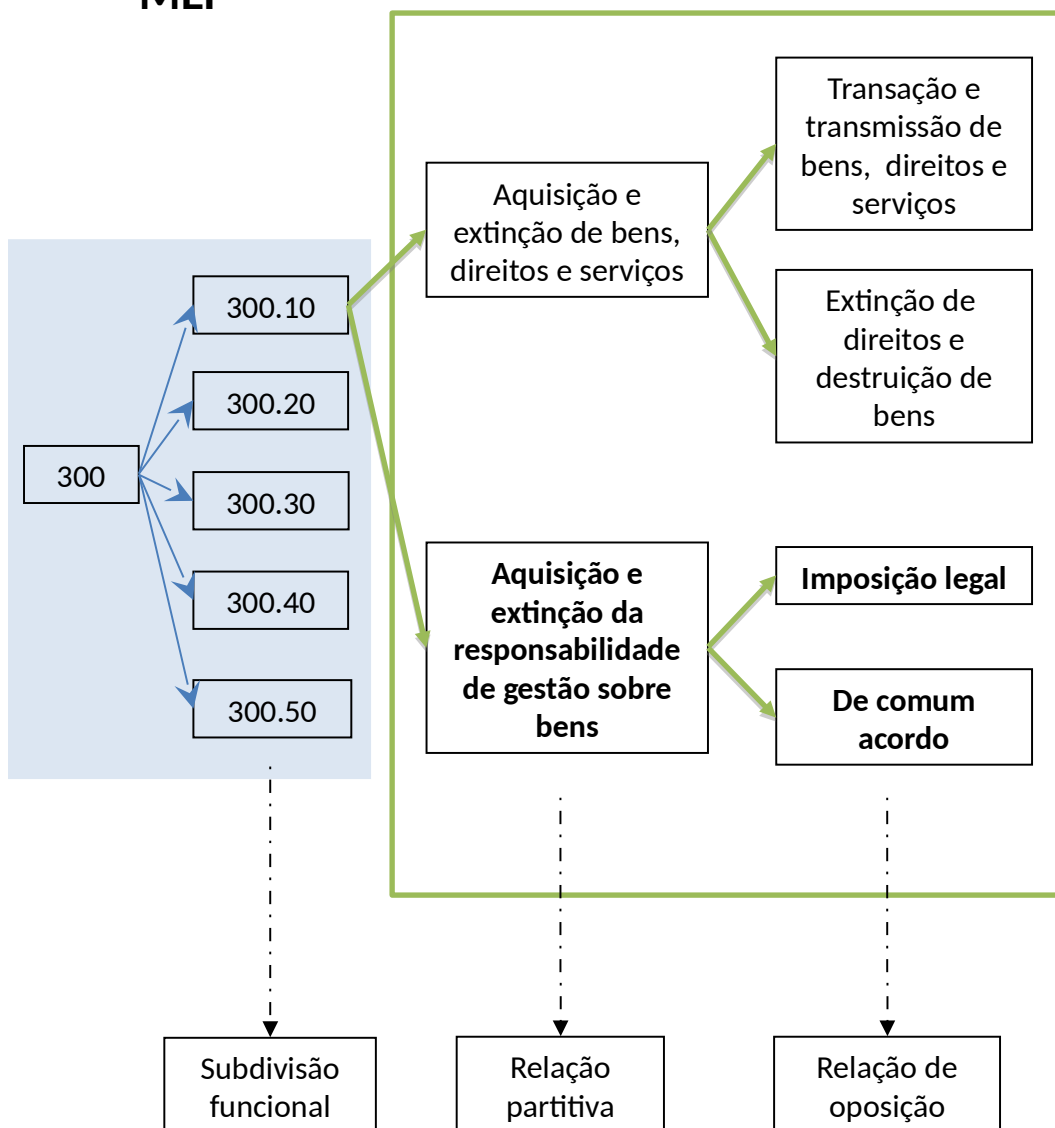 Transação e
transmissão de
bens, direitos e
serviços
Aquisição e
extinção de bens,
direitos e serviços
300.10
Extinção de
direitos e
destruição de
bens
300.20
300
300.30
300.40
300.50
Aquisição e
extinção da
responsabilidade
de gestão sobre
bens
Imposição legal
De comum
acordo
Subdivisão
funcional
Relação
partitiva
Relação de
oposição